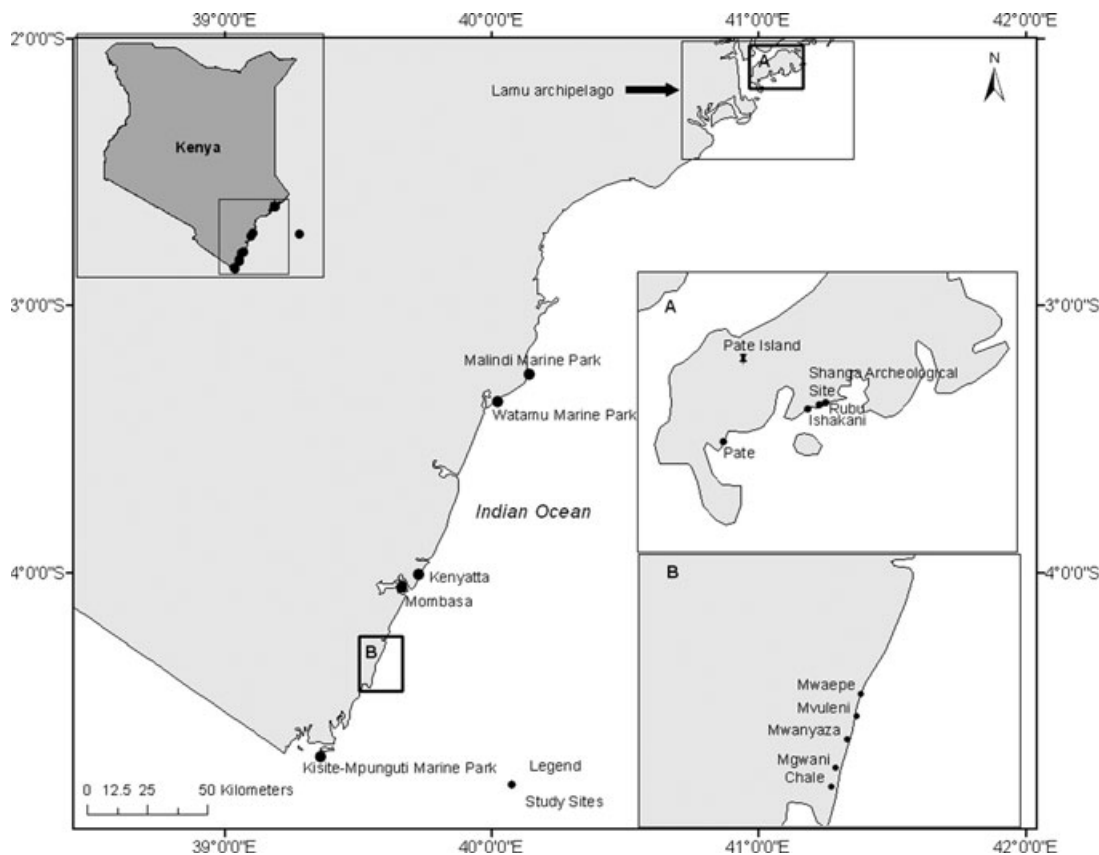 39°0'0"E 40°0'0"E 41°0'0"E 42°0'0"E
2°0'0"S
N
A
Lamu archipelago
Kenya
3°0'0"S 3°0'0"S
A
Pate Island
Shanga Archeological
Site
Rubu
Ishakani
Pate
Malindi Marine Park
Watamu Marine Park
Indian Ocean
4°0'0"S 4°0'0"S
Kenyatta
Mombasa
B
B
Mwaepe
Mvuleni
Mwanyaza
Mgwani
Chale
Kisite-Mpunguti Marine Park
Legend
Study Sites
0 12.5 25 50 Kilometers
39°0'0"E 40°0'0"E 41°0'0"E 42°0'0"E